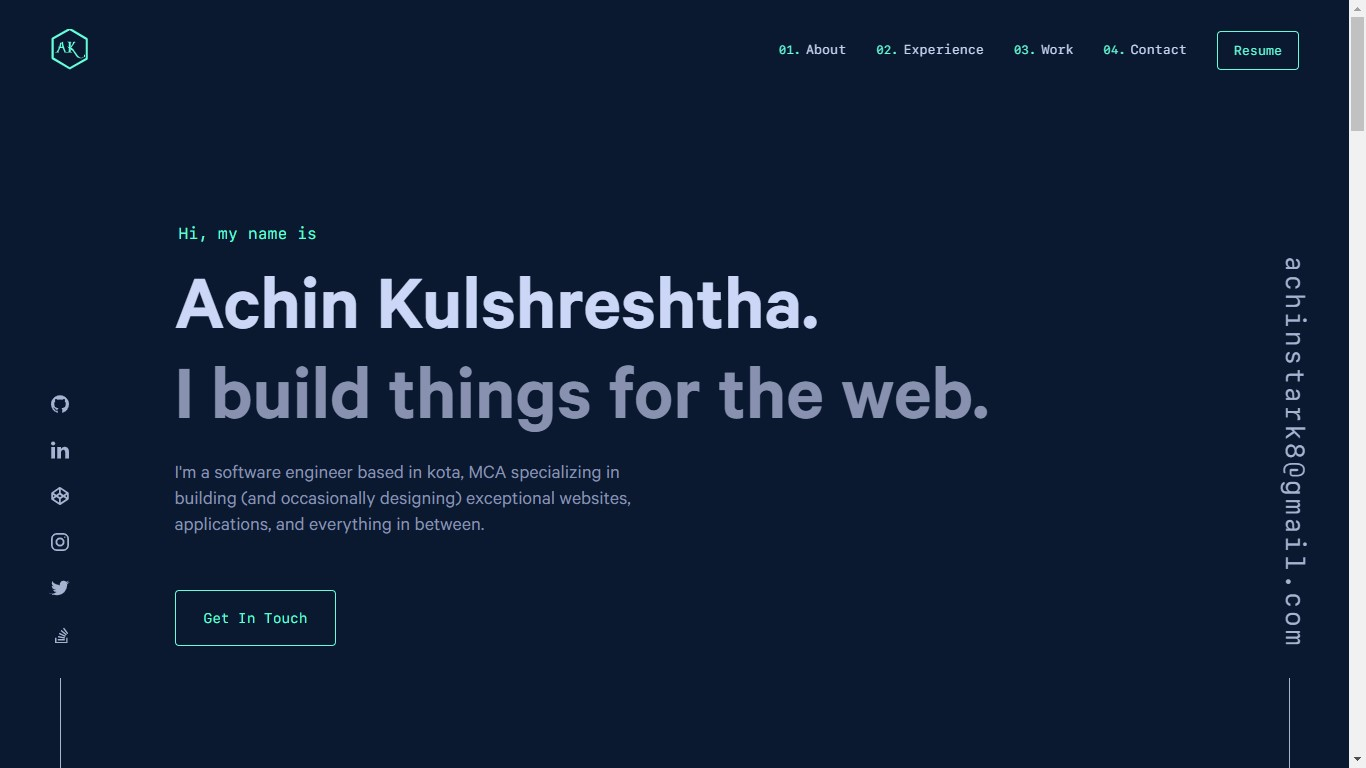 AK
01. About 02. Experience 03. Work 04. Contact Resume
Hi, my name is
Achin Kulshreshtha.
I build things for the web.
I'm a software engineer based in kota, MCA specializing in
building (and occasionally designing) exceptional websites,
applications, and everything in between.
Get In Touch
achinstark8@gmail.com